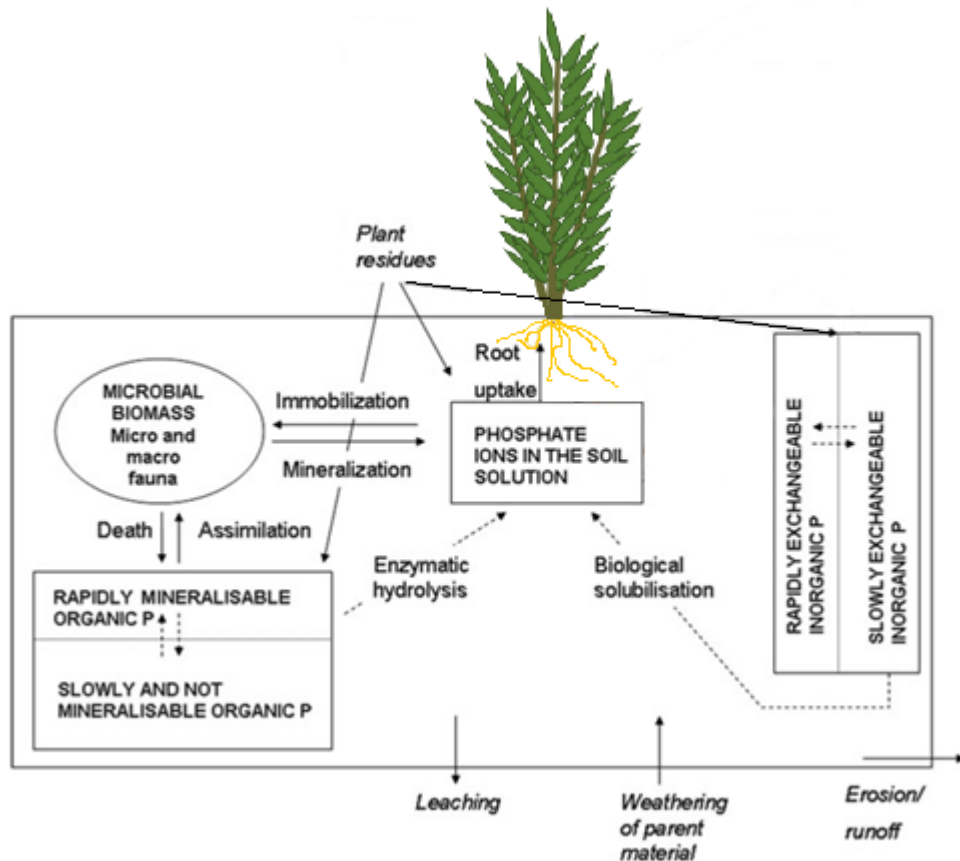 Plant
residues
Root
uptake
MICROBIAL
BIOMASS
Micro and
macro
fauna
Immobilization
Mineralization
PHOSPHATE
IONS IN THE SOIL
SOLUTION
RAPIDLY EXCHANGEABLE
INORGANIC P
SLOWLY EXCHANGEABLE
INORGANIC P
Death
Assimilation
Enzymatic
hydrolysis
Biological
solubilisation
RAPIDLY MINERALISABLE
ORGANIC P
SLOWLY AND NOT
MINERALISABLE ORGANIC P
Leaching
Weathering
of parent
material
Erosion/
runoff